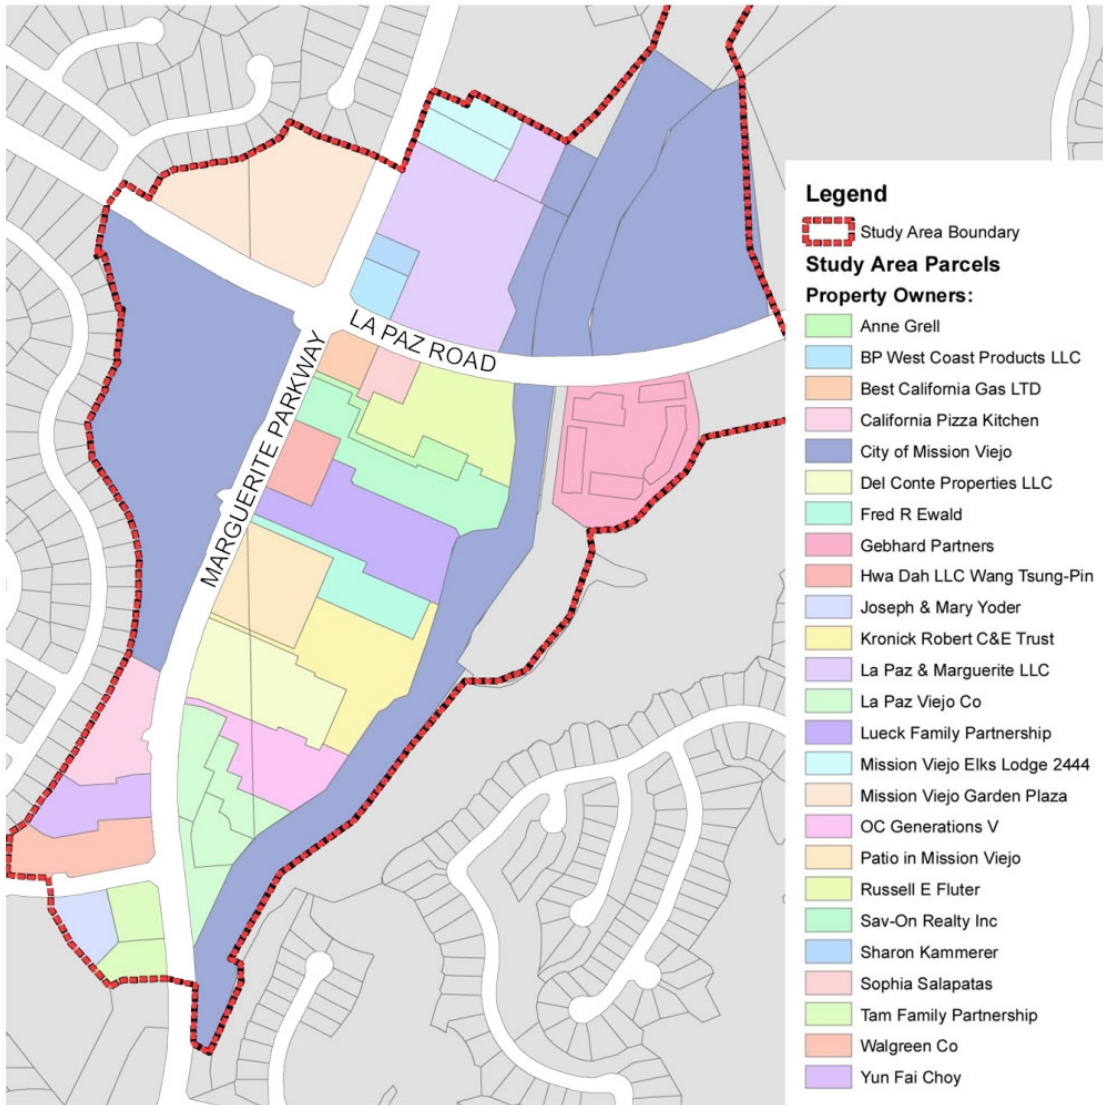 LA PAZ ROAD
MARGUERITE PARKWAY
Legend
Study Area Boundary
Study Area Parcels
Property Owners:
Anne Grell
BP West Coast Products LLC
Best California Gas LTD
California Pizza Kitchen
City of Mission Viejo
Del Conte Properties LLC
Fred R Ewald
Gebhard Partners
Hwa Dah LLC Wang Tsung-Pin
Joseph & Mary Yoder
Kronick Robert C&E Trust
La Paz & Marguerite LLC
La Paz Viejo Co
Lueck Family Partnership
Mission Viejo Elks Lodge 2444
Mission Viejo Garden Plaza
OC Generations V
Patio in Mission Viejo
Russell E Fluter
Sav-On Realty Inc
Sharon Kammerer
Sophia Salapatas
Tam Family Partnership
Walgreen Co
Yun Fai Choy